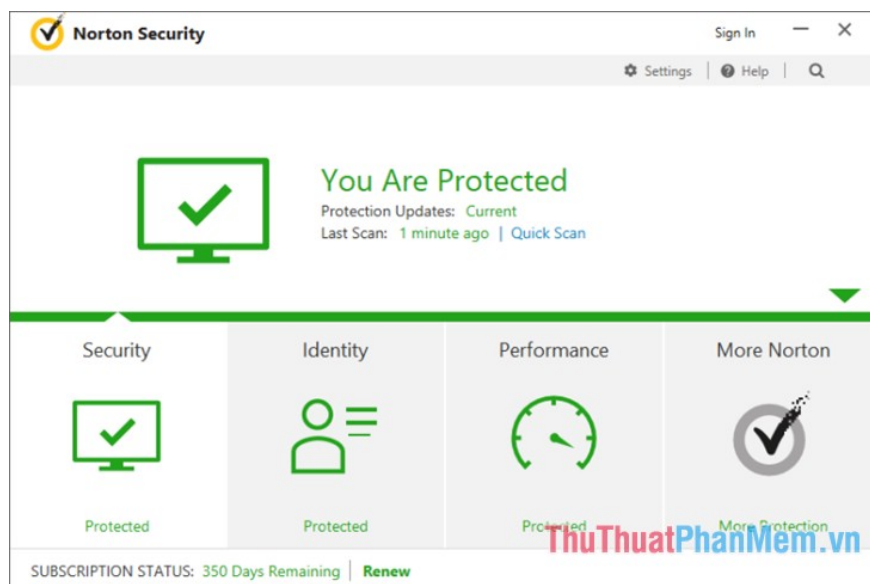 Norton Security
Sign In
Settings | Help |
You Are Protected
Protection Updates: Current
Last Scan: 1 minute ago | Quick Scan
Security Identity Performance More Norton
Protected Protected Protected More Protection
ThuThuatPhanMem.vn
SUBSCRIPTION STATUS: 350 Days Remaining | Renew